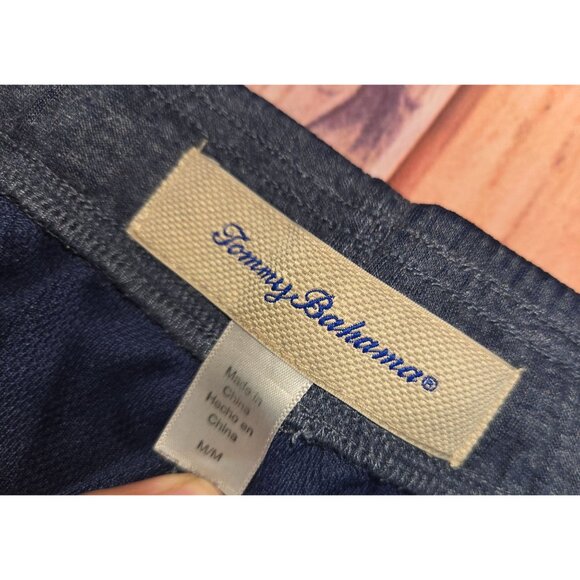 Tommy Bahama®
Made in
China
Hecho en
China
M/M